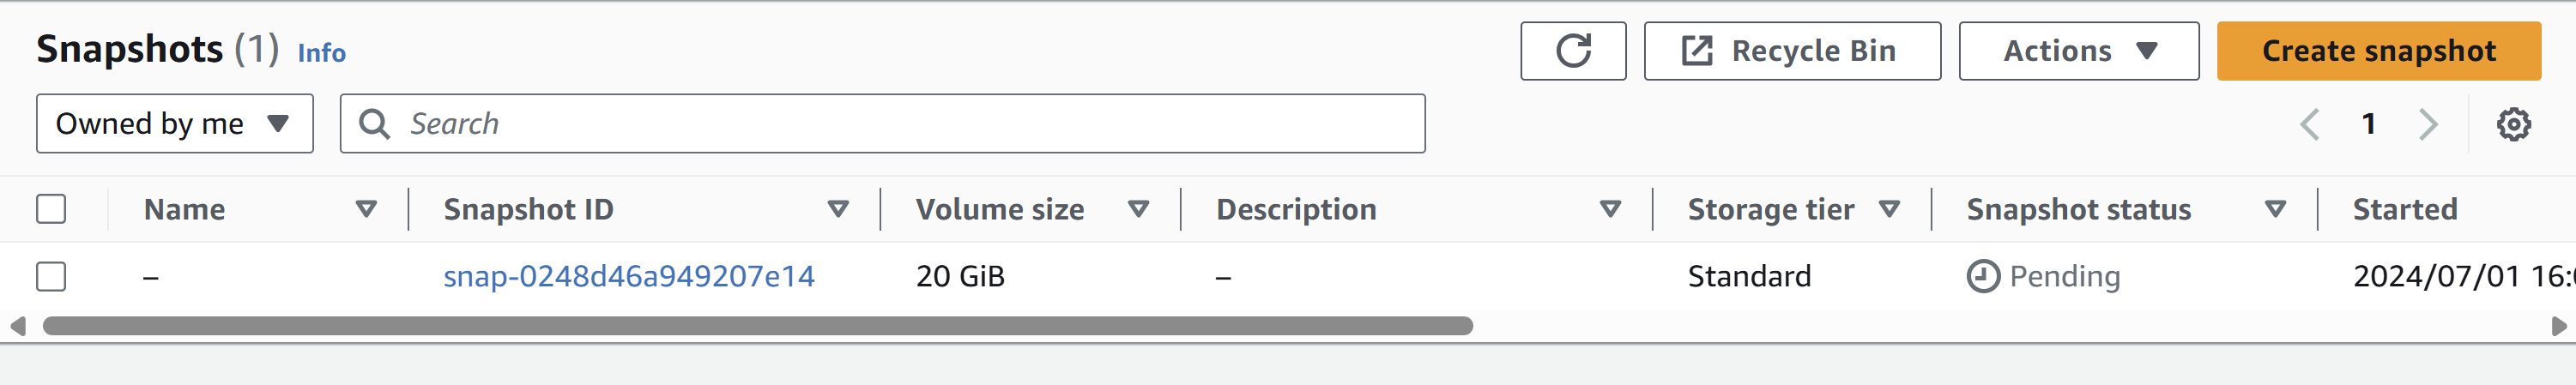 Snapshots (1) Info Recycle Bin Actions Create snapshot
Owned by me Search 1
Name Snapshot ID Volume size Description Storage tier Snapshot status Started
– snap-0248d46a949207e14 20 GiB – Standard Pending 2024/07/01 16: